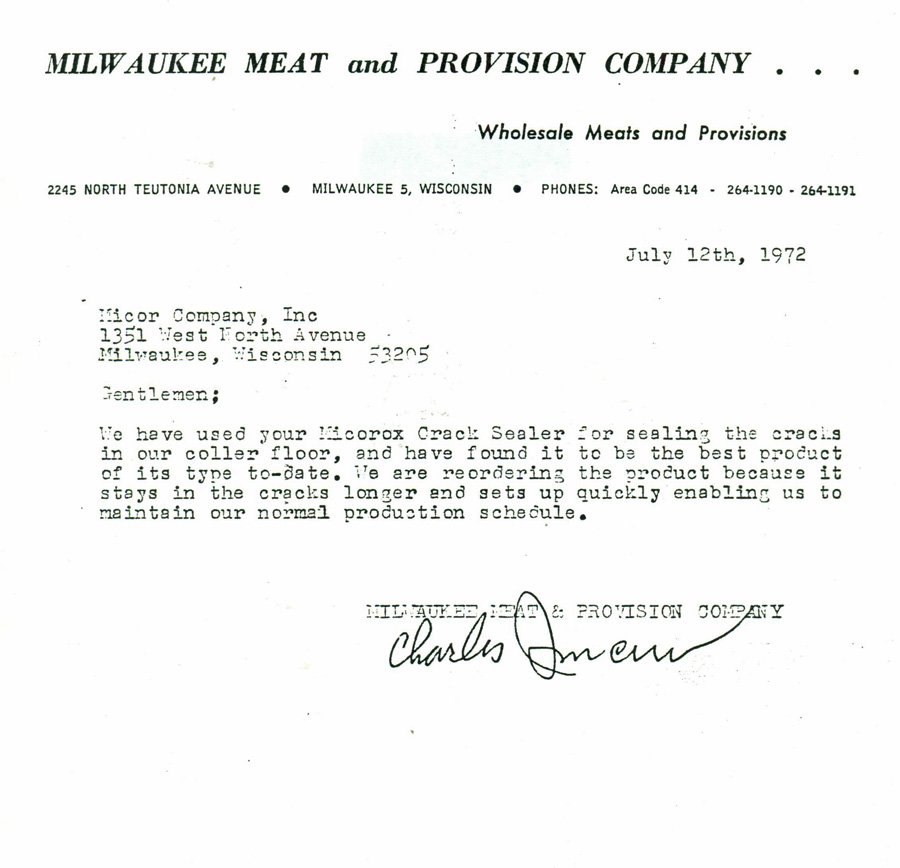 MILWAUKEE MEAT and PROVISION COMPANY . . .
Wholesale Meats and Provisions
2245 NORTH TEUTONIA AVENUE ● MILWAUKEE 5, WISCONSIN ● PHONES: Area Code 414 - 264-1190 - 264-1191
July 12th, 1972
Micor Company, Inc
1351 West North Avenue
Milwaukee, Wisconsin 53205
Gentlemen;
We have used your Micorox Crack Sealer for sealing the cracks
in our coller floor, and have found it to be the best product
of its type to-date. We are reordering the product because it
stays in the cracks longer and sets up quickly enabling us to
maintain our normal production schedule.
MILWAUKEE MEAT & PROVISION COMPANY
Charles